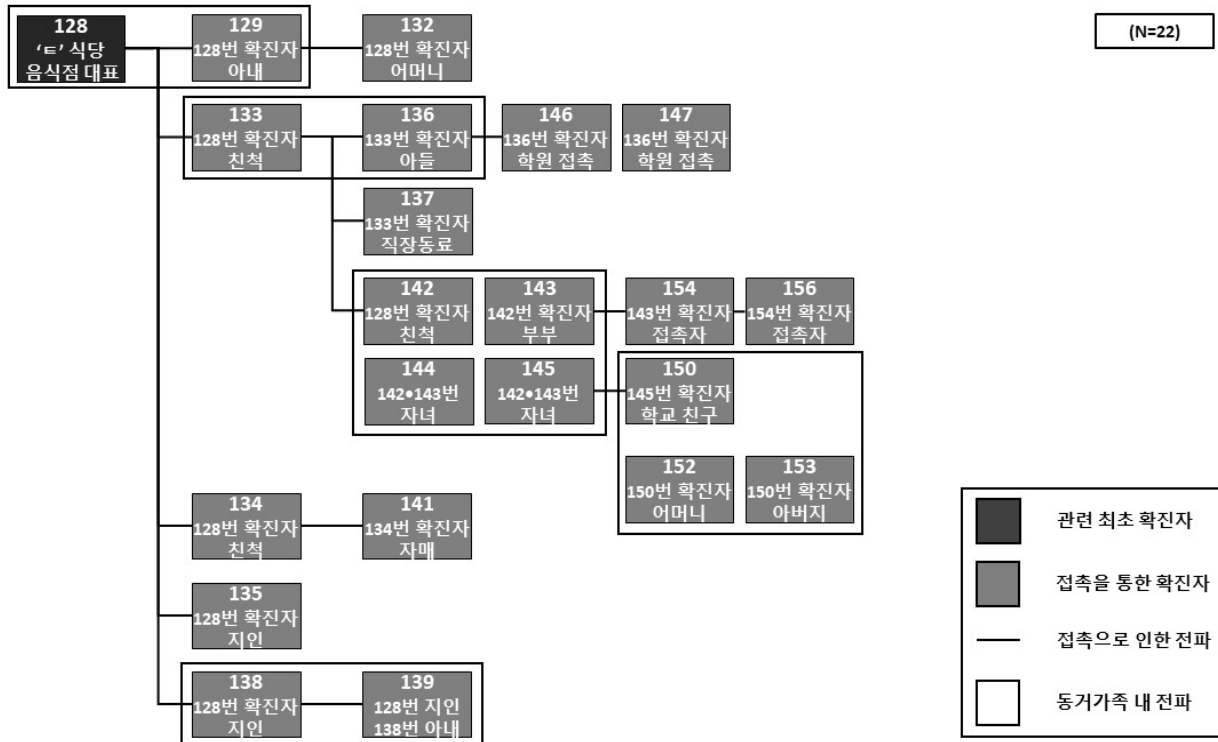 128
‘ㅌ’ 식당
음식점 대표
129
128번 확진자
아내
132
128번 확진자
어머니
(N=22)
133
128번 확진자
친척
136
133번 확진자
아들
146
136번 확진자
학원 접촉
147
136번 확진자
학원 접촉
137
133번 확진자
직장동료
142
128번 확진자
친척
143
142번 확진자
부부
154
143번 확진자
접촉자
156
154번 확진자
접촉자
144
142•143번
자녀
145
142•143번
자녀
150
145번 확진자
학교 친구
152
150번 확진자
어머니
153
150번 확진자
아버지
134
128번 확진자
친척
141
134번 확진자
자매
135
128번 확진자
지인
138
128번 확진자
지인
139
128번 지인
138번 아내
관련 최초 확진자
접촉을 통한 확진자
접촉으로 인한 전파
동거가족 내 전파